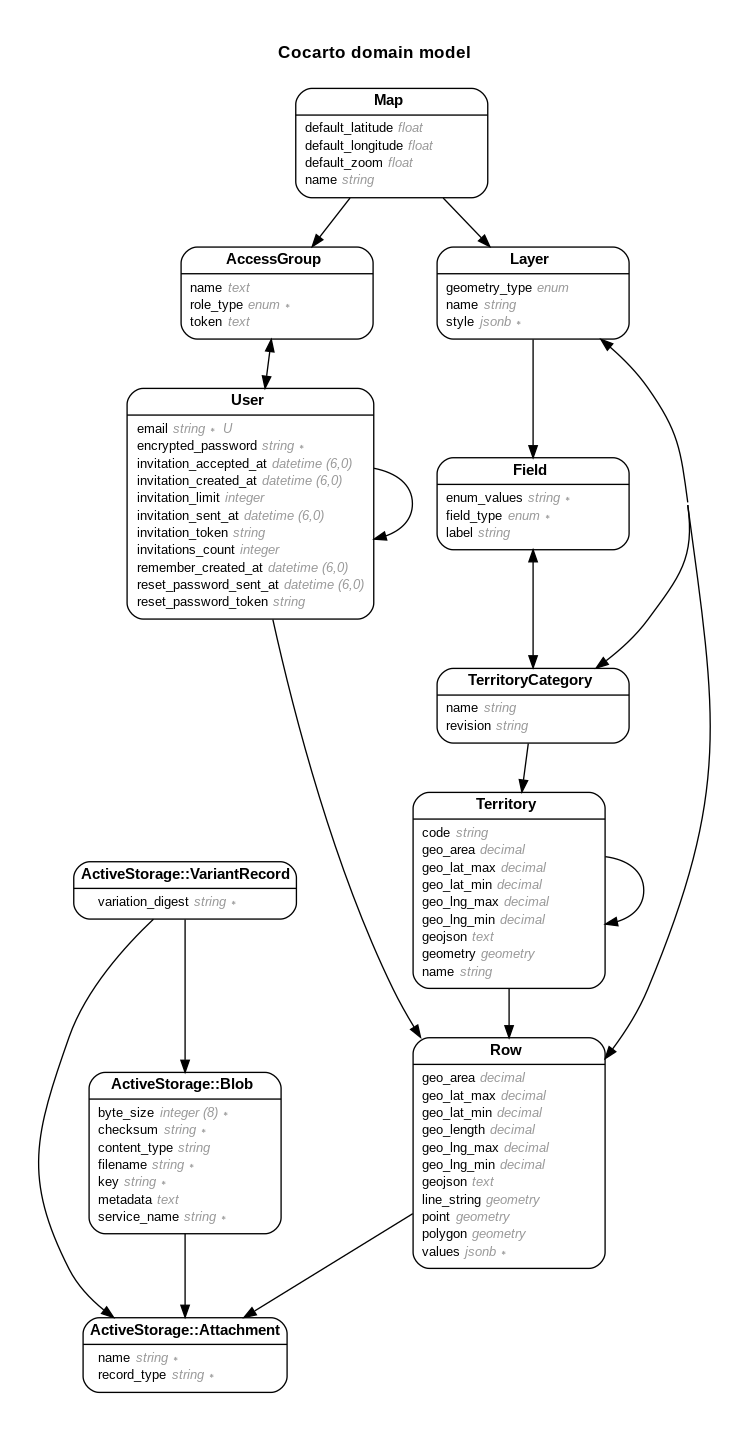 Cocarto domain model
Map
default_latitude float
default_longitude float
default_zoom float
name string
AccessGroup
name text
role_type enum ∗
token text
Layer
geometry_type enum
name string
style jsonb ∗
User
email string ∗ U
encrypted_password string ∗
invitation_accepted_at datetime (6,0)
invitation_created_at datetime (6,0)
invitation_limit integer
invitation_sent_at datetime (6,0)
invitation_token string
invitations_count integer
remember_created_at datetime (6,0)
reset_password_sent_at datetime (6,0)
reset_password_token string
Field
enum_values string ∗
field_type enum ∗
label string
TerritoryCategory
name string
revision string
Territory
code string
geo_area decimal
geo_lat_max decimal
geo_lat_min decimal
geo_lng_max decimal
geo_lng_min decimal
geojson text
geometry geometry
name string
ActiveStorage::VariantRecord
variation_digest string ∗
Row
geo_area decimal
geo_lat_max decimal
geo_lat_min decimal
geo_length decimal
geo_lng_max decimal
geo_lng_min decimal
geojson text
line_string geometry
point geometry
polygon geometry
values jsonb ∗
ActiveStorage::Blob
byte_size integer (8) ∗
checksum string ∗
content_type string
filename string ∗
key string ∗
metadata text
service_name string ∗
ActiveStorage::Attachment
name string ∗
record_type string ∗